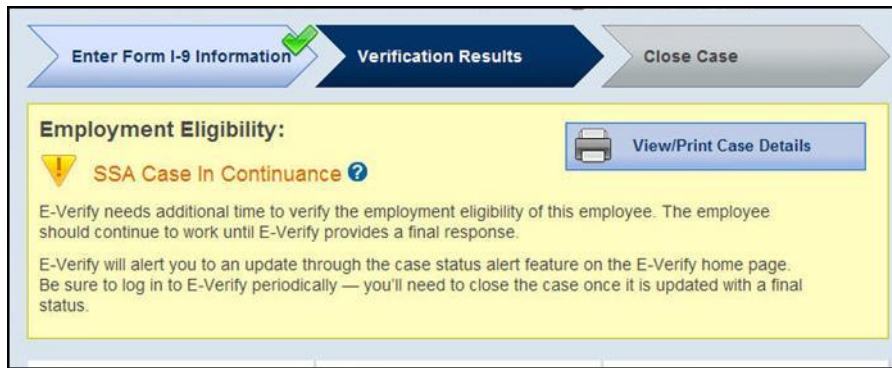 Enter Form I-9 Information
Verification Results
Close Case
Employment Eligibility:
View/Print Case Details
SSA Case In Continuance ?
E-Verify needs additional time to verify the employment eligibility of this employee. The employee
should continue to work until E-Verify provides a final response.
E-Verify will alert you to an update through the case status alert feature on the E-Verify home page.
Be sure to log in to E-Verify periodically — you'll need to close the case once it is updated with a final
status.